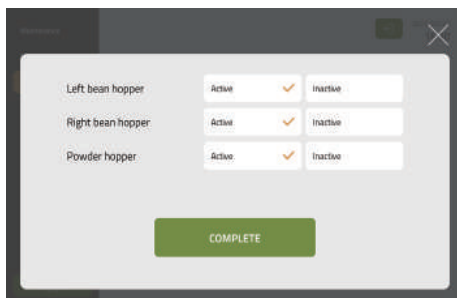 Left bean hopper Active Inactive
Right bean hopper Active Inactive
Powder hopper Active Inactive
COMPLETE